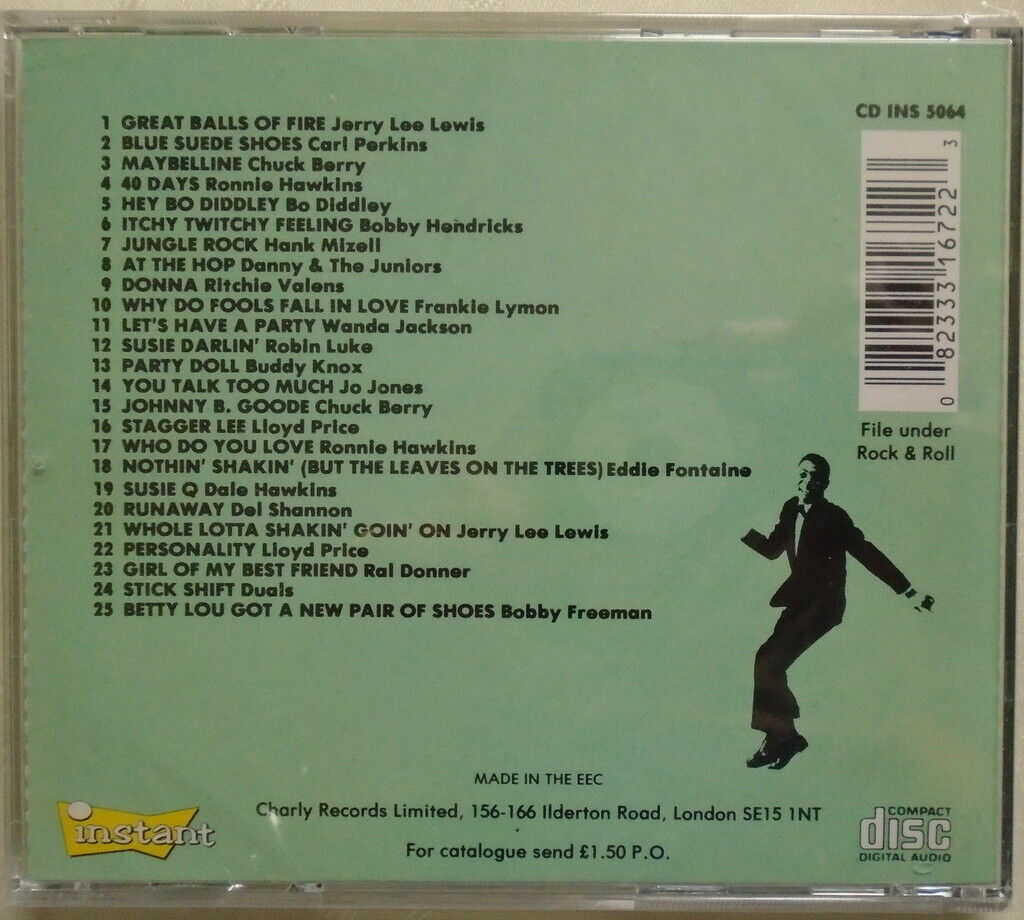 CD INS 5064
1 GREAT BALLS OF FIRE Jerry Lee Lewis
2 BLUE SUEDE SHOES Carl Perkins
3 MAYBELLINE Chuck Berry
4 40 DAYS Ronnie Hawkins
5 HEY BO DIDDLEY Bo Diddley
6 ITCHY TWITCHY FEELING Bobby Hendricks
7 JUNGLE ROCK Hank Mizell
8 AT THE HOP Danny & The Juniors
9 DONNA Ritchie Valens
10 WHY DO FOOLS FALL IN LOVE Frankie Lymon
11 LET'S HAVE A PARTY Wanda Jackson
12 SUSIE DARLIN' Robin Luke
13 PARTY DOLL Buddy Knox
14 YOU TALK TOO MUCH Jo Jones
15 JOHNNY B. GOODE Chuck Berry
16 STAGGER LEE Lloyd Price
17 WHO DO YOU LOVE Ronnie Hawkins
18 NOTHIN' SHAKIN' (BUT THE LEAVES ON THE TREES) Eddie Fontaine
19 SUSIE Q Dale Hawkins
20 RUNAWAY Del Shannon
21 WHOLE LOTTA SHAKIN' GOIN' ON Jerry Lee Lewis
22 PERSONALITY Lloyd Price
23 GIRL OF MY BEST FRIEND Ral Donner
24 STICK SHIFT Duals
25 BETTY LOU GOT A NEW PAIR OF SHOES Bobby Freeman
0 82333 16722 3
File under
Rock & Roll
MADE IN THE EEC
Charly Records Limited, 156-166 Ilderton Road, London SE15 1NT
For catalogue send £1.50 P.O.
instant
COMPACT
disc
DIGITAL AUDIO